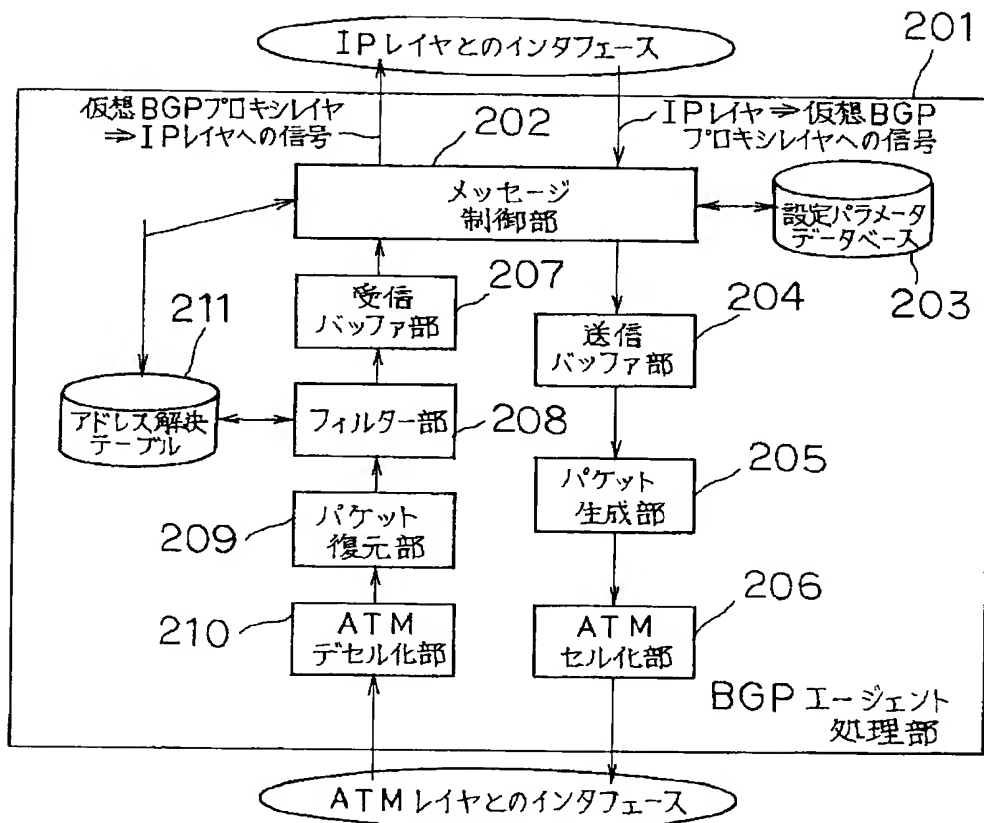 IPレイヤとのインタフェース
201
仮想BGPプロキシレイヤ
⇒IPレイヤへの信号
202
IPレイヤ⇒仮想BGP
プロキシレイヤへの信号
メッセージ
制御部
設定パラメータ
データベース
203
受信
バッファ部
207
送信
バッファ部
204
211
アドレス解決
テーブル
フィルター部
208
パケット
生成部
205
パケット
復元部
209
ATM
デセル化部
210
ATM
セル化部
206
BGPエージェント
処理部
ATMレイヤとのインタフェース